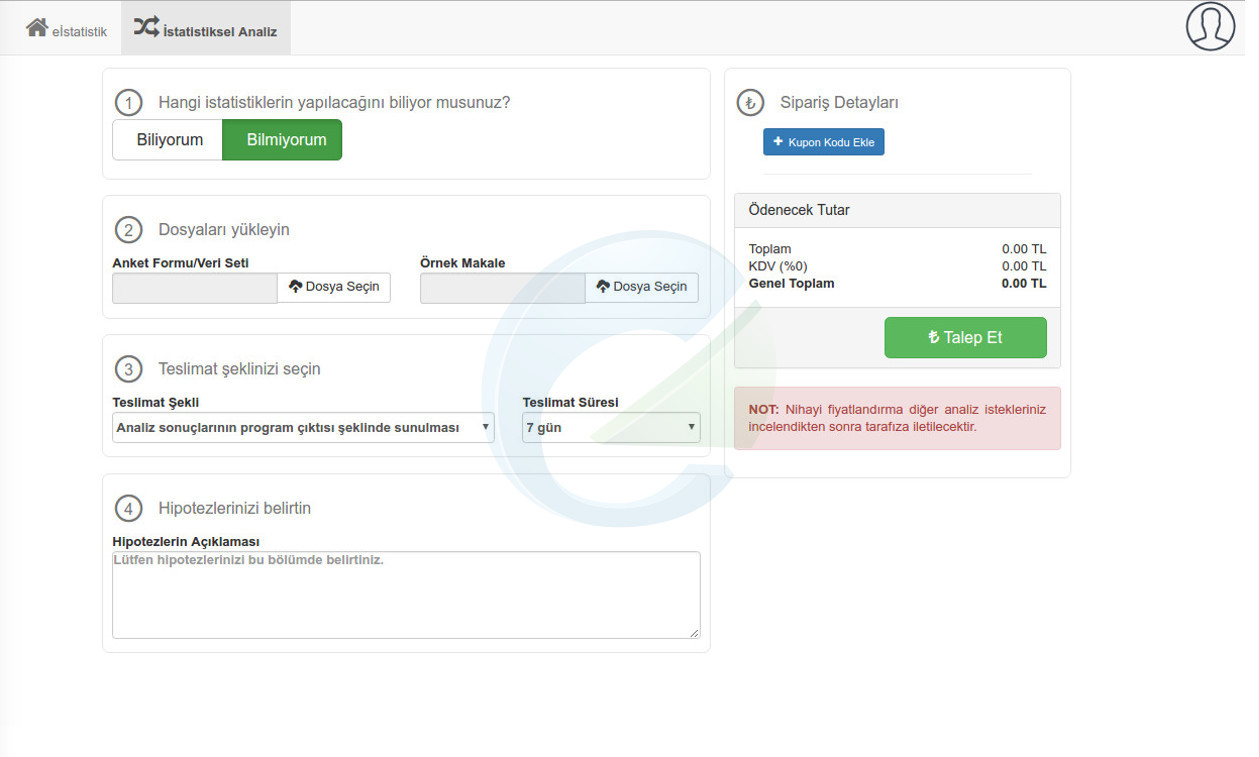 eİstatistik
İstatistiksel Analiz
1 Hangi istatistiklerin yapılacağını biliyor musunuz?
Biliyorum Bilmiyorum
2 Dosyaları yükleyin
Anket Formu/Veri Seti Örnek Makale
Dosya Seçin Dosya Seçin
3 Teslimat şeklinizi seçin
Teslimat Şekli Teslimat Süresi
Analiz sonuçlarının program çıktısı şeklinde sunulması 7 gün
4 Hipotezlerinizi belirtin
Hipotezlerin Açıklaması
Lütfen hipotezlerinizi bu bölümde belirtiniz.
₺ Sipariş Detayları
+ Kupon Kodu Ekle
Ödenecek Tutar
Toplam 0.00 TL
KDV (%0) 0.00 TL
Genel Toplam 0.00 TL
₺ Talep Et
NOT: Nihayi fiyatlandırma diğer analiz istekleriniz
incelendikten sonra tarafıza iletilecektir.